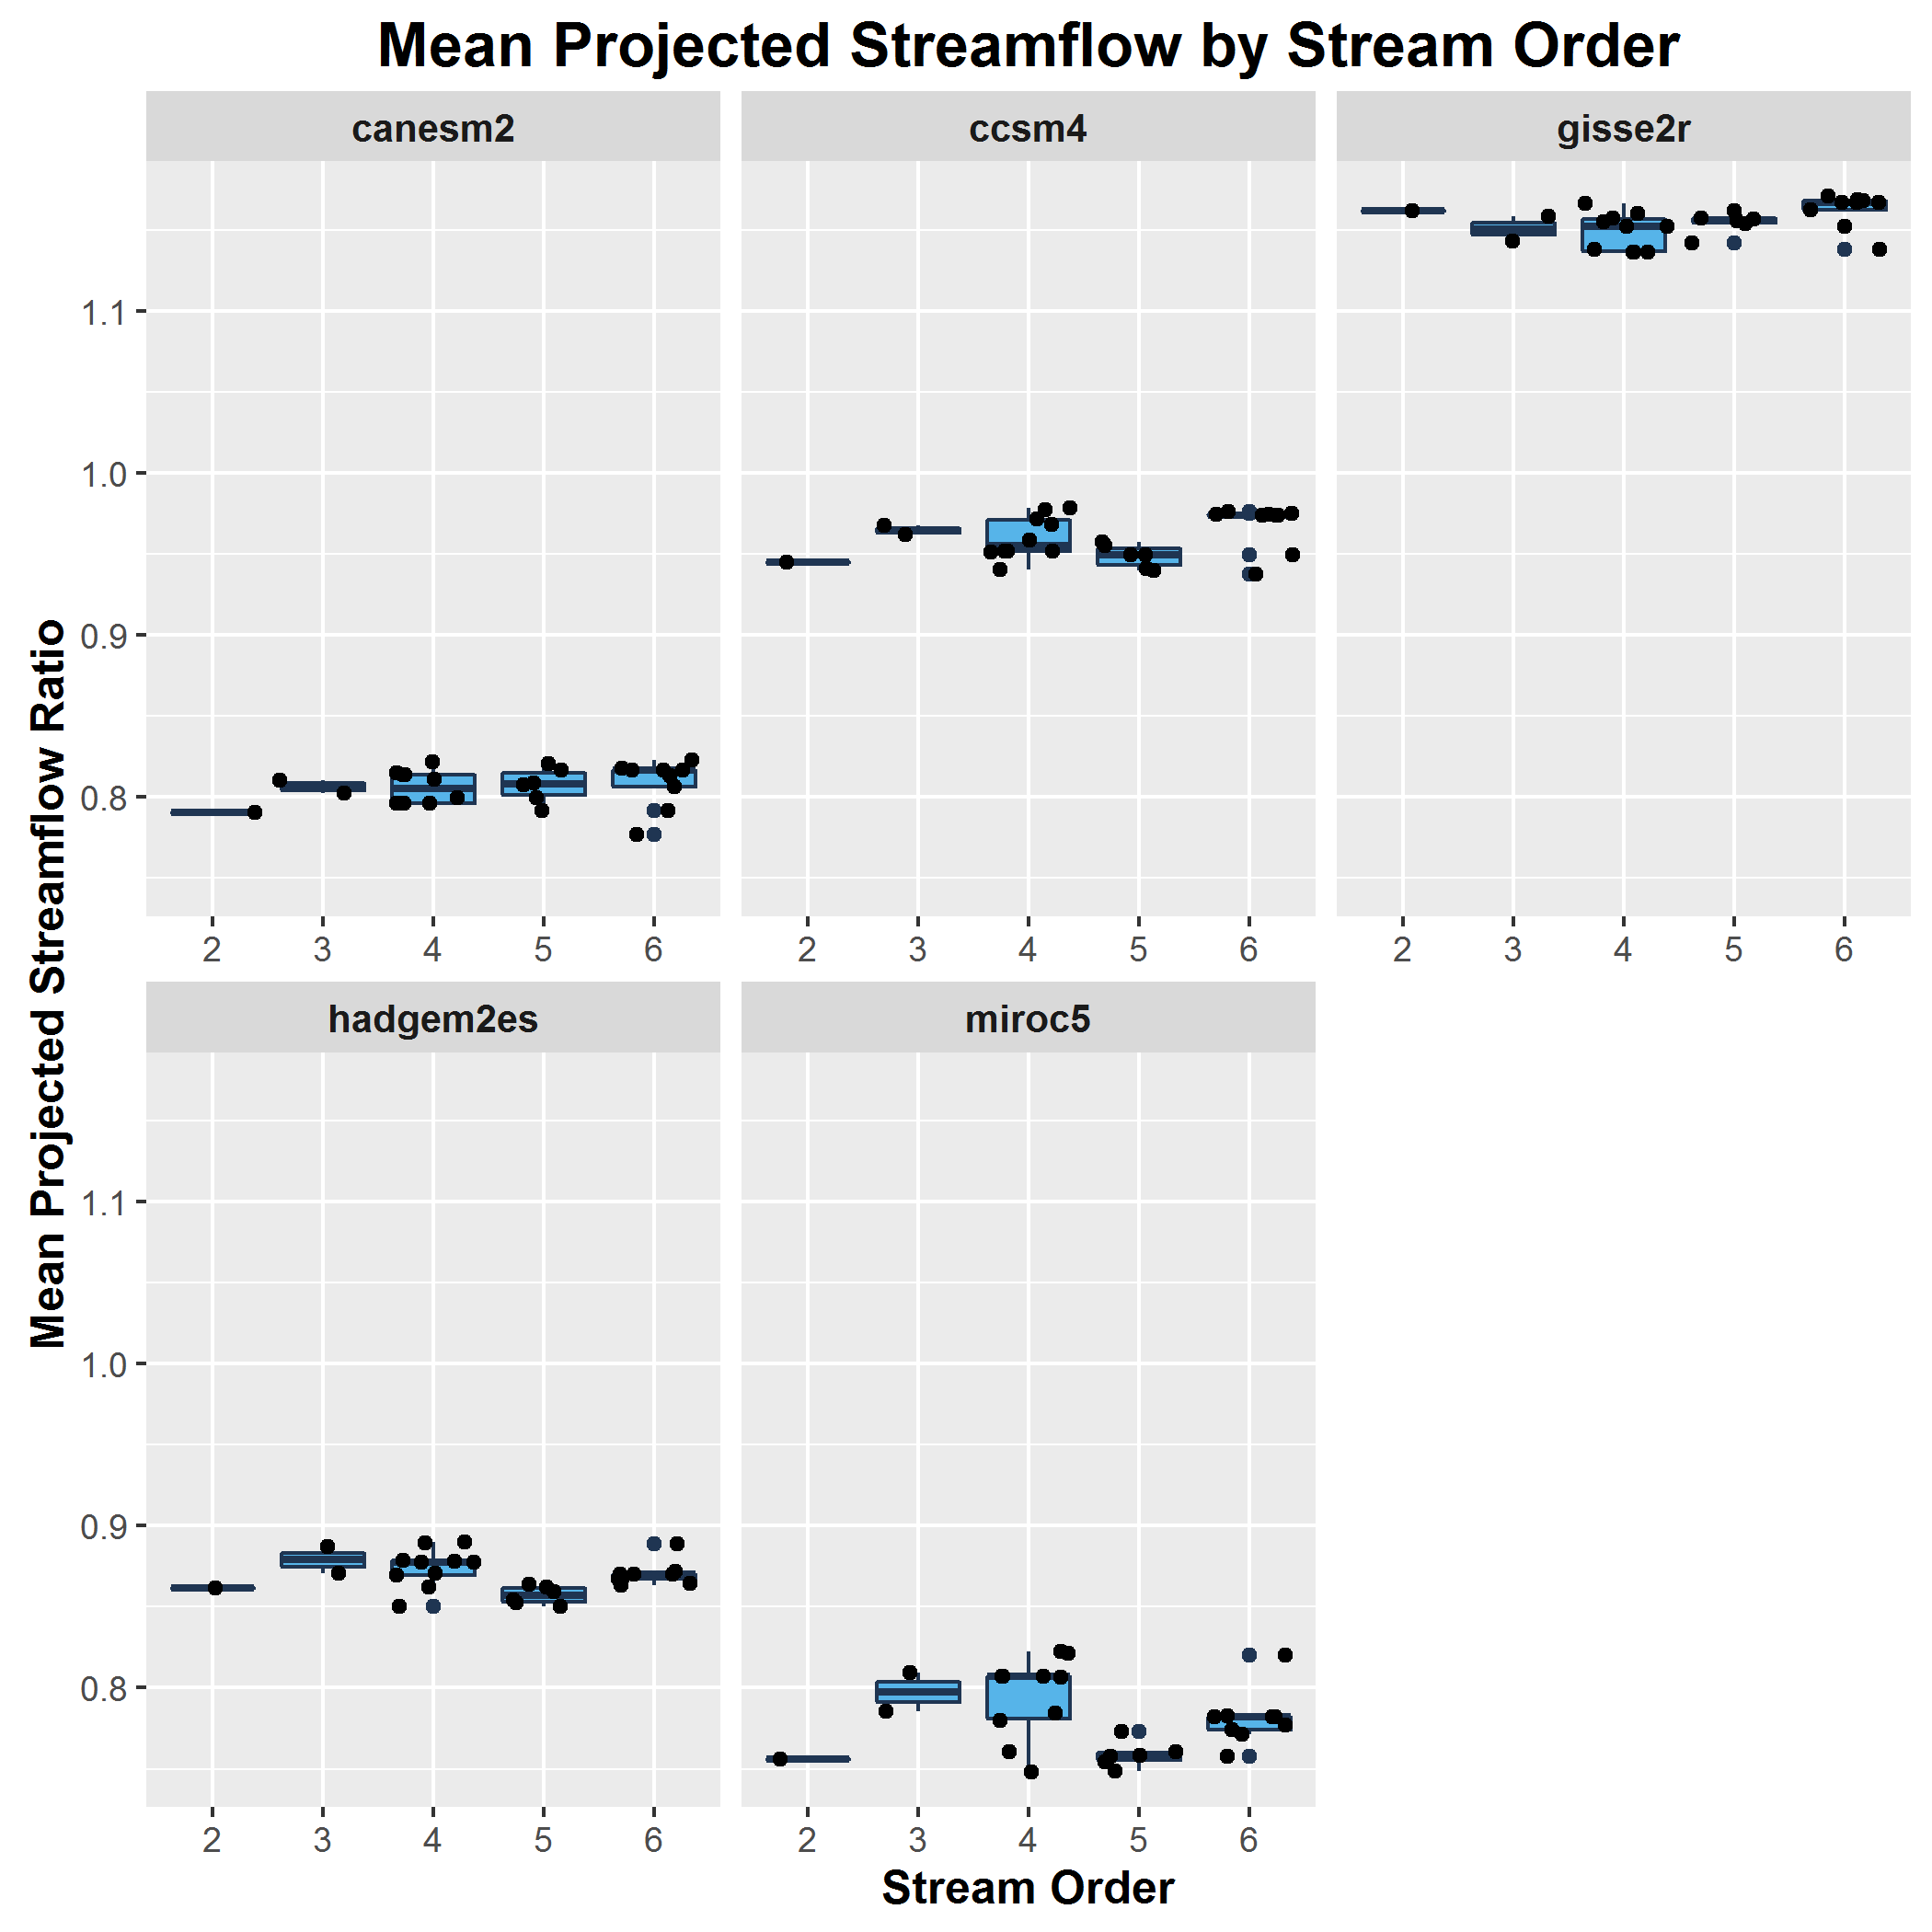 Mean Projected Streamflow by Stream Order
canesm2 ccsm4 gisse2r
1.1
1.0
0.9
0.8
2 3 4 5 6 2 3 4 5 6 2 3 4 5 6
Mean Projected Streamflow Ratio
hadgem2es miroc5
1.1
1.0
0.9
0.8
2 3 4 5 6 2 3 4 5 6
Stream Order